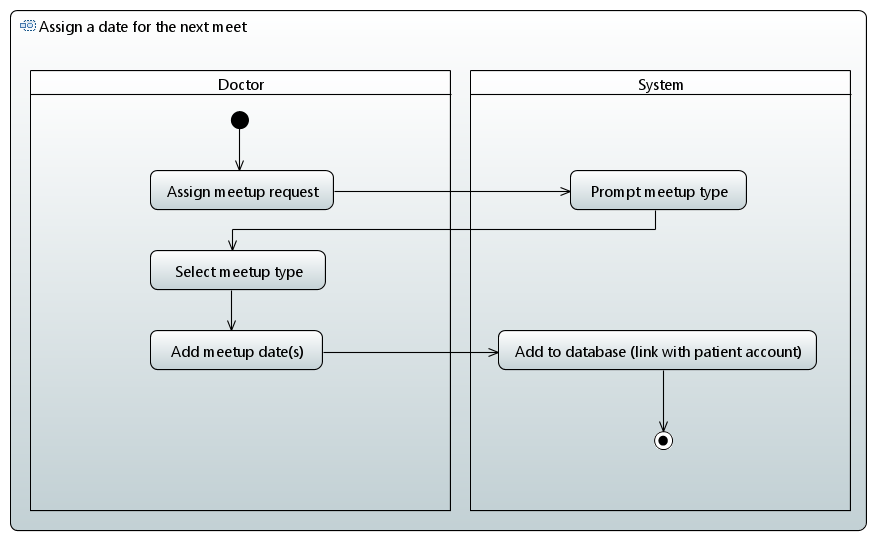 Assign a date for the next meet
Doctor
System
Assign meetup request
Prompt meetup type
Select meetup type
Add meetup date(s)
Add to database (link with patient account)